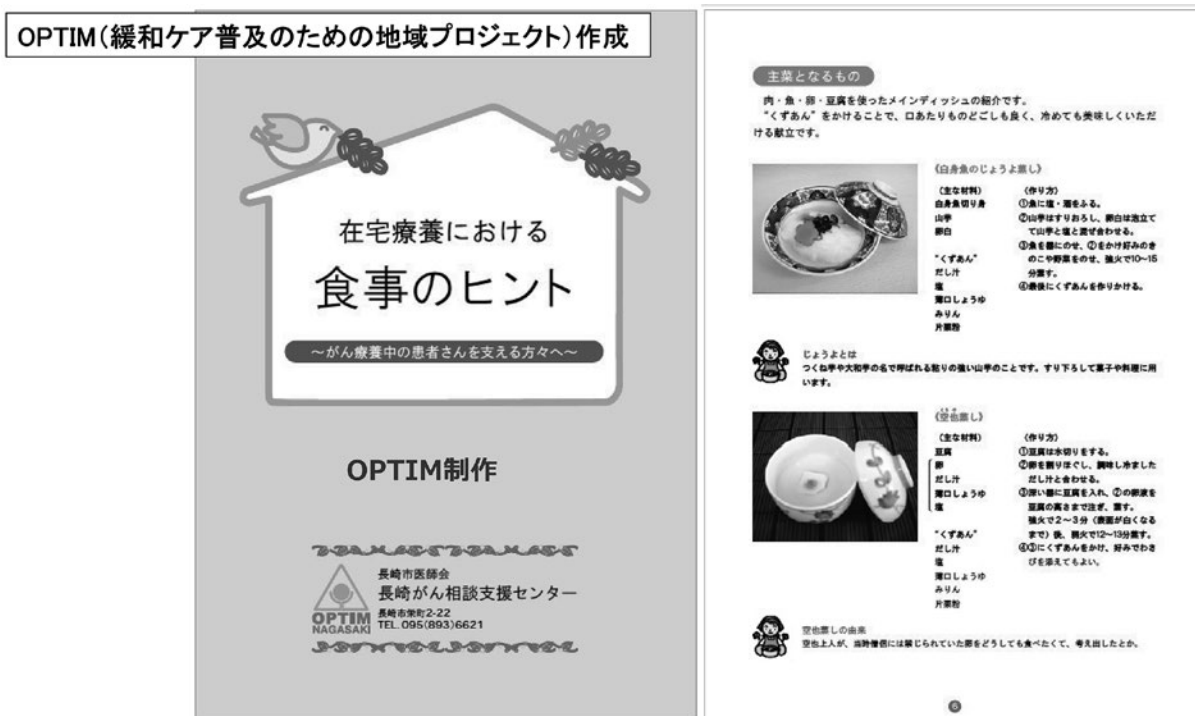 OPTIM(緩和ケア普及のための地域プロジェクト)作成
在宅療養における
食事のヒント
～がん療養中の患者さんを支える方々へ～
OPTIM制作
OPTIM
NAGASAKI
長崎市医師会
長崎がん相談支援センター
長崎市栄町2-22
TEL.095(893)6621
主菜となるもの
肉・魚・卵・豆腐を使ったメインディッシュの紹介です。
“くずあん”をかけることで、口あたりものどごしも良く、冷めても美味しくいただ
ける献立です。
《白身魚のじょうよ蒸し》
（主な材料）
白身魚切り身
山芋
卵白
“くずあん”
だし汁
塩
薄口しょうゆ
みりん
片栗粉
（作り方）
①魚に塩・酒をふる。
②山芋はすりおろし、卵白は泡立て
て山芋と塩と混ぜ合わせる。
③魚を器にのせ、②をかけ好みのき
のこや野菜をのせ、強火で10～15
分蒸す。
④最後にくずあんを作りかける。
じょうよとは
つくね芋や大和芋の名で呼ばれる粘りの強い山芋のことです。すり下ろして菓子や料理に用
います。
《空也蒸し》
（主な材料）
豆腐
卵
だし汁
薄口しょうゆ
塩
“くずあん”
だし汁
塩
薄口しょうゆ
みりん
片栗粉
（作り方）
①豆腐は水切りをする。
②卵を割りほぐし、調味し冷ました
だし汁と合わせる。
③深い器に豆腐を入れ、②の卵液を
豆腐の高さまで注ぎ、蒸す。
強火で2～3分（表面が白くなる
まで）後、弱火で12～13分蒸す。
④③にくずあんをかけ、好みでわさ
びを添えてもよい。
空也蒸しの由来
空也上人が、当時僧侶には禁じられていた卵をどうしても食べたくて、考え出したとか。
6